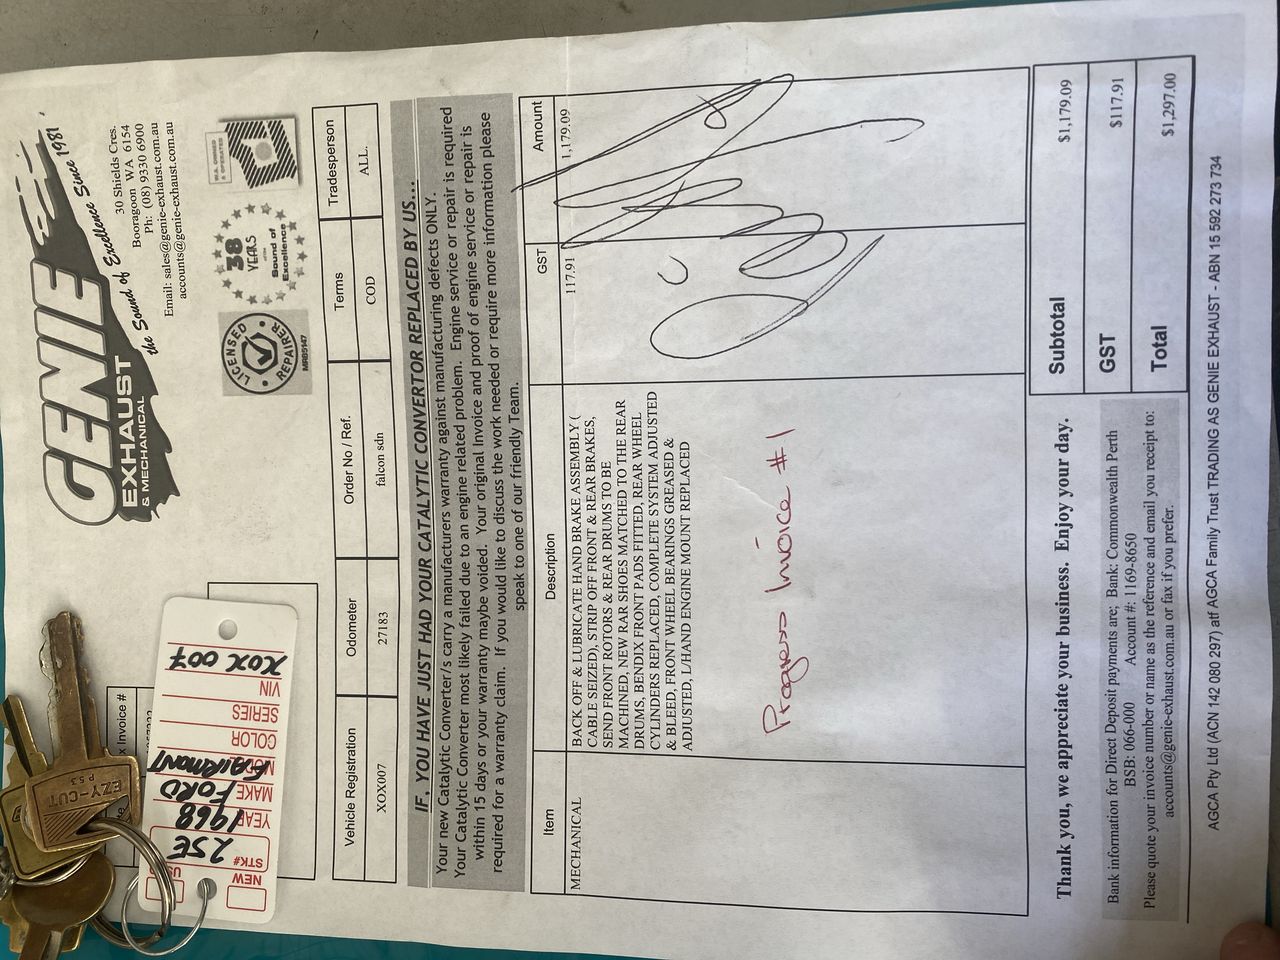 GENIE
EXHAUST
& MECHANICAL
the Sound of Excellence Since 1981
30 Shields Cres.
Booragoon WA 6154
Ph: (08) 9330 6900
Email: sales@genie-exhaust.com.au
accounts@genie-exhaust.com.au
LICENSED
REPAIRER
MRB5147
38
YEARS
of the
Sound of
Excellence
W.A. OWNED
& OPERATED
x Invoice #
NEW
STK# 25E
YEAR 1968
MAKE FORD
MODEL FAIRMONT
COLOR
SERIES
VIN
XOX 007
EZY-CUT
P53
Vehicle Registration Odometer Order No / Ref. Terms Tradesperson
XOX007 27183 falcon sdn COD ALL.
IF, YOU HAVE JUST HAD YOUR CATALYTIC CONVERTOR REPLACED BY US...
Your new Catalytic Converter/s carry a manufacturers warranty against manufacturing defects ONLY.
Your Catalytic Converter most likely failed due to an engine related problem. Engine service or repair is required
within 15 days or your warranty maybe voided. Your original Invoice and proof of engine service or repair is
required for a warranty claim. If you would like to discuss the work needed or require more information please
speak to one of our friendly Team.
Item Description GST Amount
MECHANICAL BACK OFF & LUBRICATE HAND BRAKE ASSEMBLY ( 117.91 1,179.09
CABLE SEIZED), STRIP OFF FRONT & REAR BRAKES,
SEND FRONT ROTORS & REAR DRUMS TO BE
MACHINED, NEW RAR SHOES MATCHED TO THE REAR
DRUMS, BENDIX FRONT PADS FITTED, REAR WHEEL
CYLINDERS REPLACED, COMPLETE SYSTEM ADJUSTED
& BLEED, FRONT WHEEL BEARINGS GREASED &
ADJUSTED, L/HAND ENGINE MOUNT REPLACED
Progress Invoice #1
Thank you, we appreciate your business. Enjoy your day.
Subtotal $1,179.09
GST $117.91
Total $1,297.00
Bank information for Direct Deposit payments are; Bank: Commonwealth Perth
BSB: 066-000 Account #: 1169-8650
Please quote your invoice number or name as the reference and email you receipt to:
accounts@genie-exhaust.com.au or fax if you prefer.
AGCA Pty Ltd (ACN 142 080 297) atf AGCA Family Trust TRADING AS GENIE EXHAUST - ABN 15 592 273 734